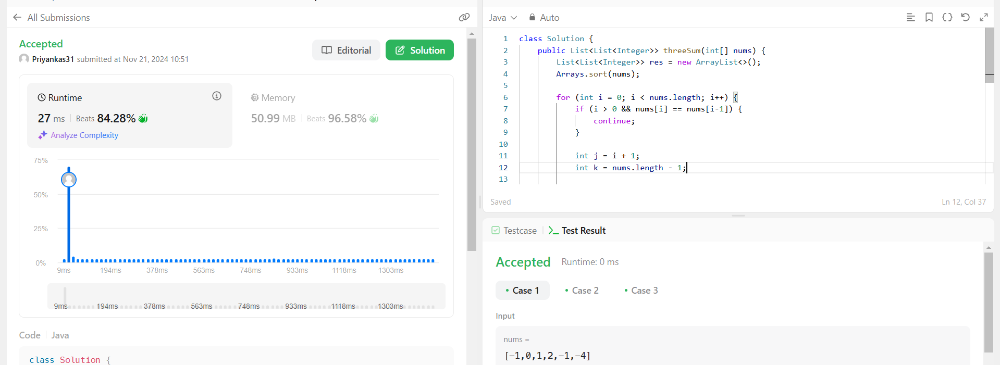 All Submissions
Accepted
Priyankas31 submitted at Nov 21, 2024 10:51
Editorial
Solution
Runtime
27 ms | Beats 84.28%
Analyze Complexity
Memory
50.99 MB | Beats 96.58%
75%
50%
25%
0%
9ms 194ms 378ms 563ms 748ms 933ms 1118ms 1303ms
9ms 194ms 378ms 563ms 748ms 933ms 1118ms 1303ms
Code | Java
class Solution {
Java Auto
1 class Solution {
2 public List<List<Integer>> threeSum(int[] nums) {
3 List<List<Integer>> res = new ArrayList<>();
4 Arrays.sort(nums);
5
6 for (int i = 0; i < nums.length; i++) {
7 if (i > 0 && nums[i] == nums[i-1]) {
8 continue;
9 }
10
11 int j = i + 1;
12 int k = nums.length - 1;
13
Saved Ln 12, Col 37
Testcase | Test Result
Accepted Runtime: 0 ms
• Case 1 • Case 2 • Case 3
Input
nums =
[-1,0,1,2,-1,-4]